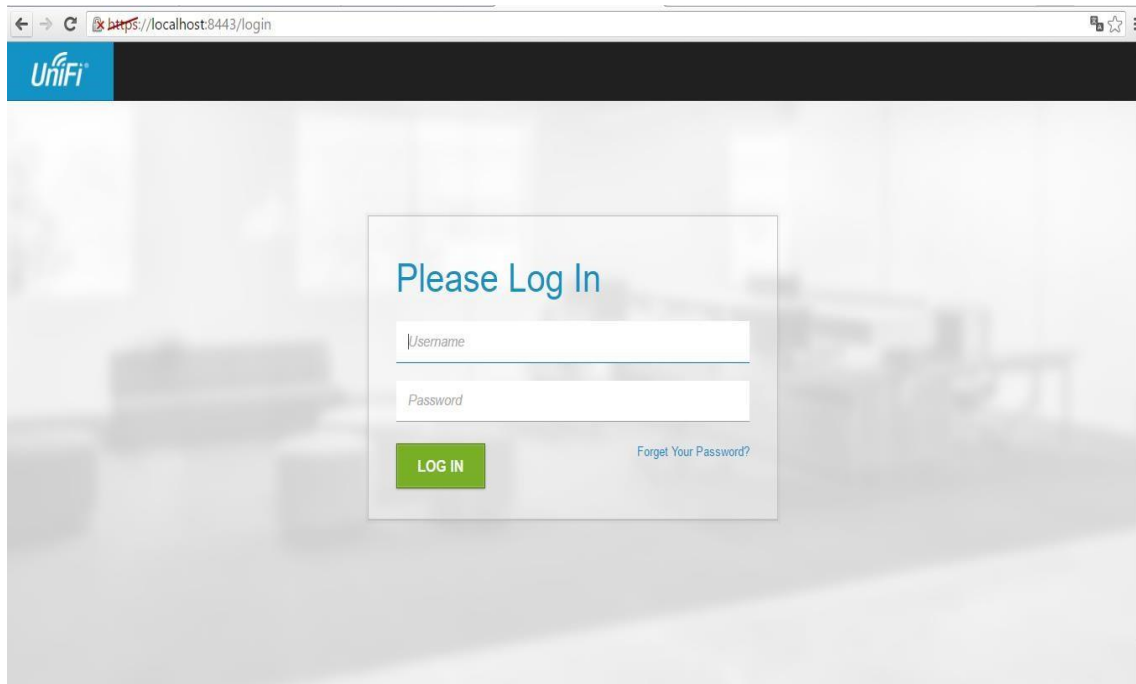 https://localhost:8443/login
UniFi®
Please Log In
Username
Password
LOG IN
Forget Your Password?